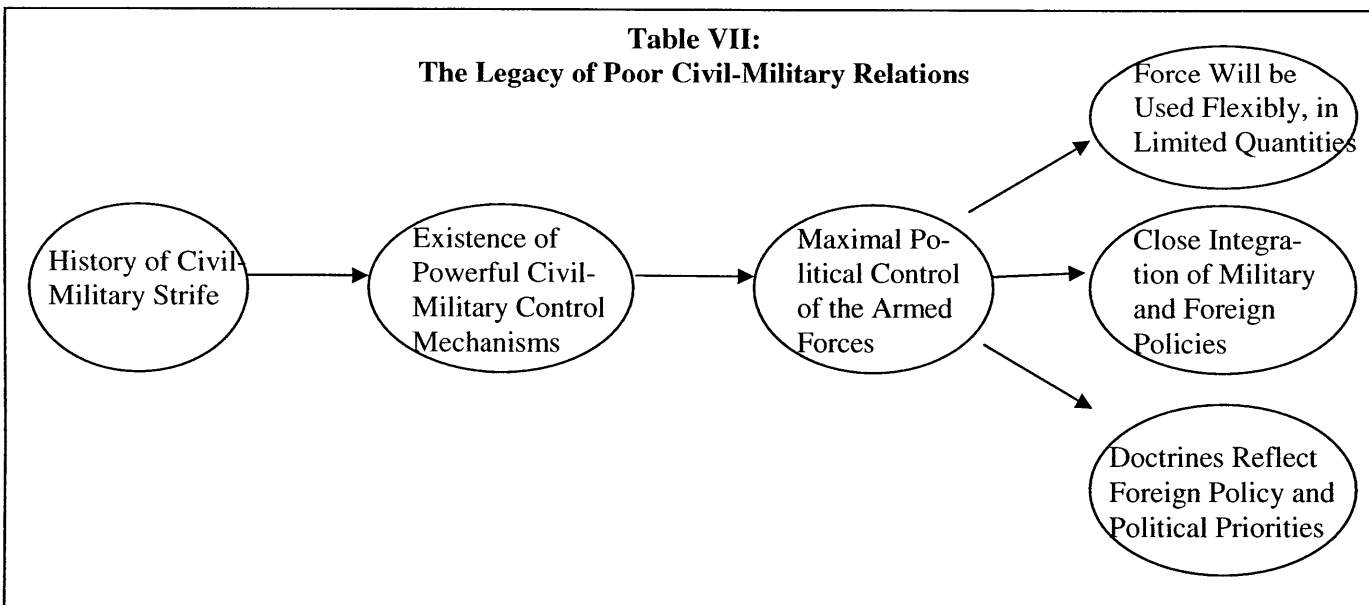 Table VII:
The Legacy of Poor Civil-Military Relations
History of Civil-
Military Strife
Existence of
Powerful Civil-
Military Control
Mechanisms
Maximal Po-
litical Control
of the Armed
Forces
Force Will be
Used Flexibly, in
Limited Quantities
Close Integra-
tion of Military
and Foreign
Policies
Doctrines Reflect
Foreign Policy and
Political Priorities